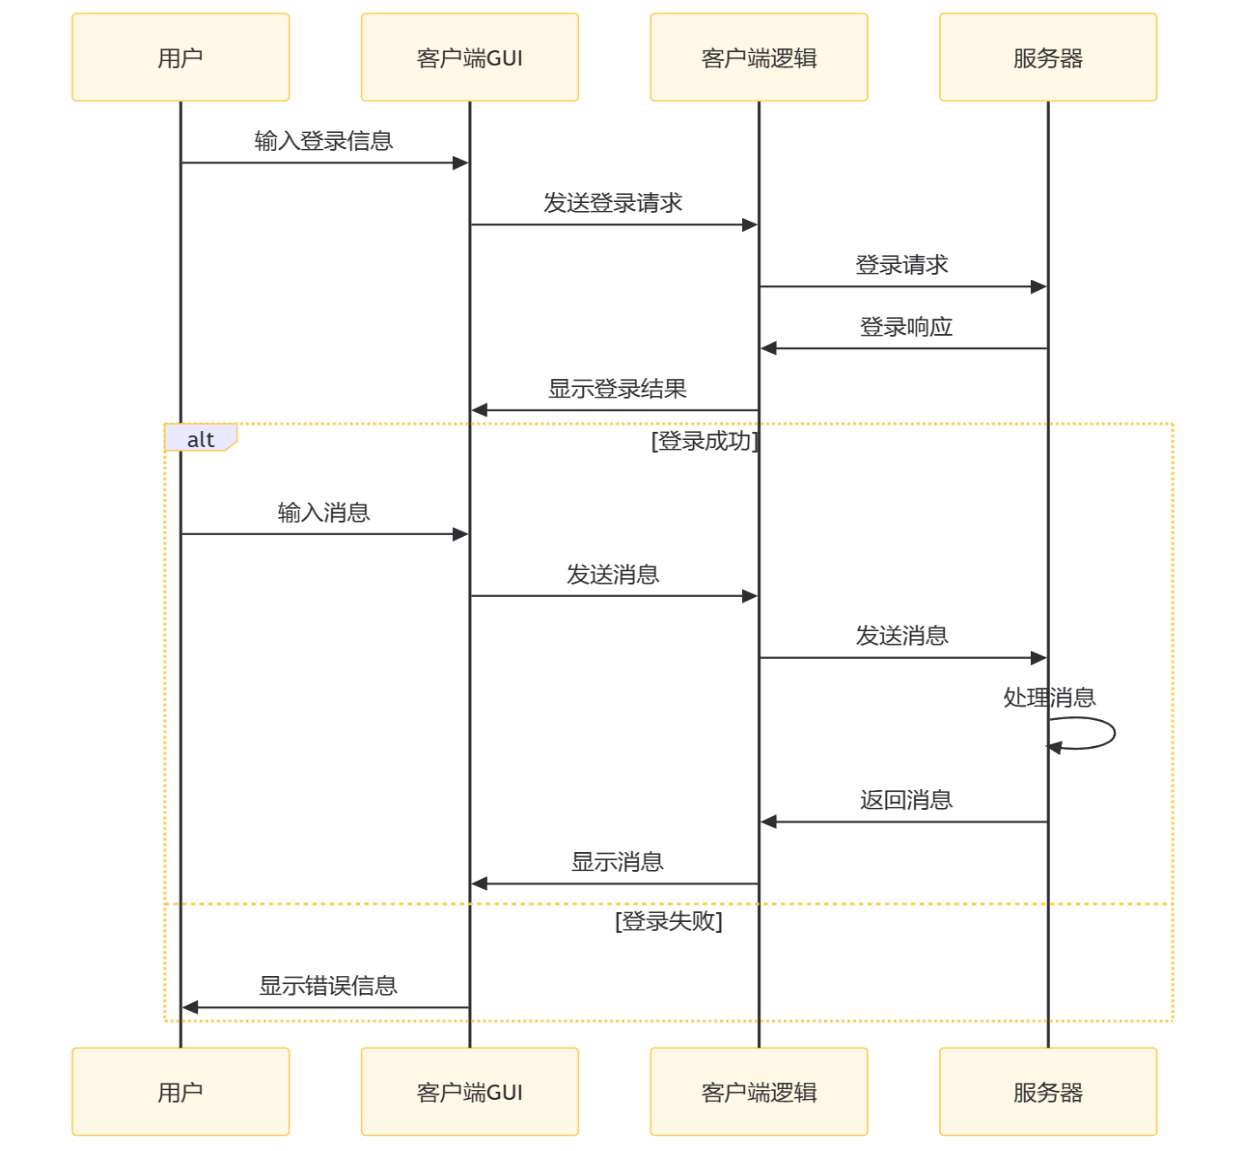 用户
客户端GUI
客户端逻辑
服务器
输入登录信息
发送登录请求
登录请求
登录响应
显示登录结果
alt
[登录成功]
输入消息
发送消息
发送消息
处理消息
返回消息
显示消息
[登录失败]
显示错误信息
用户
客户端GUI
客户端逻辑
服务器